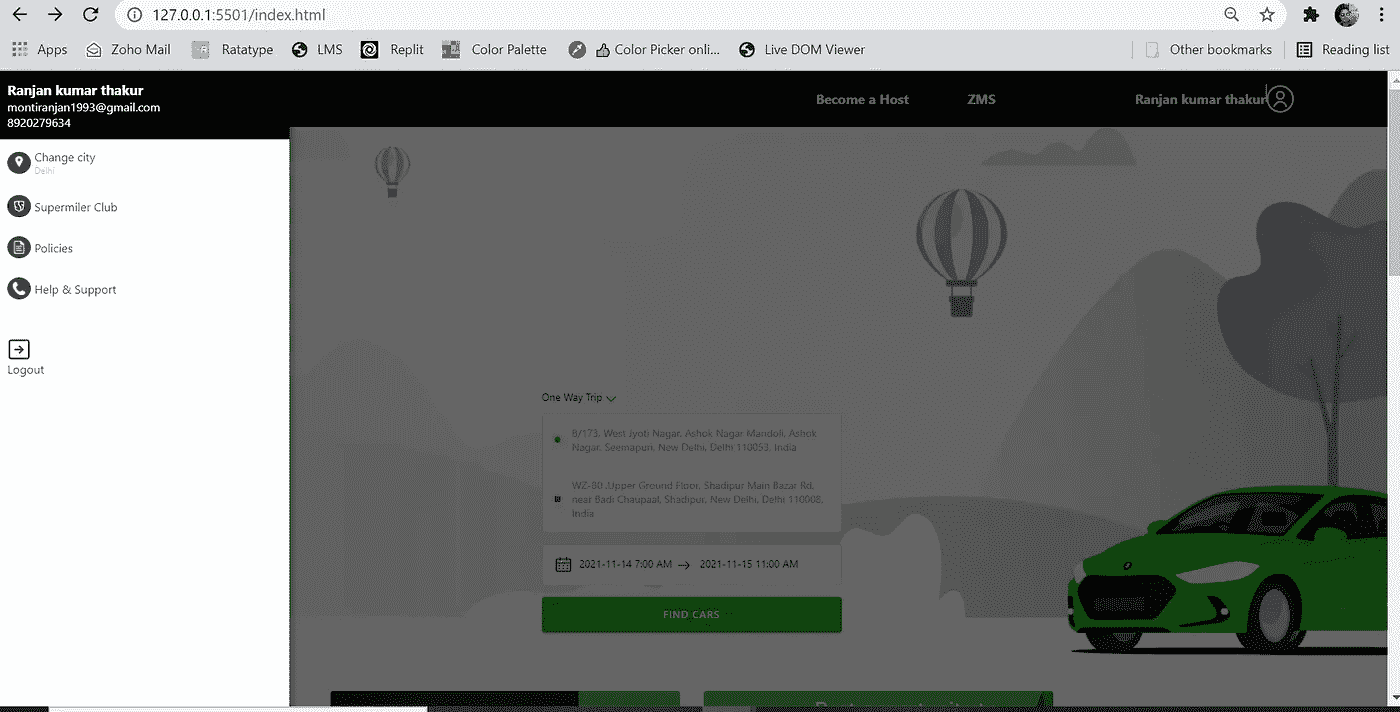 127.0.0.1:5501/index.html
Apps Zoho Mail Ratatype LMS Replit Color Palette Color Picker onli... Live DOM Viewer Other bookmarks Reading list
Ranjan kumar thakur
montiranjan1993@gmail.com
8920279634
Become a Host ZMS Ranjan kumar thakur
Change city
Delhi
Supermiler Club
Policies
Help & Support
Logout
One Way Trip
B/173, West Jyoti Nagar, Ashok Nagar Mandoli, Ashok
Nagar, Seemapuri, New Delhi, Delhi 110053, India
WZ-80 ,Upper Ground Floor, Shadipur Main Bazar Rd,
near Badi Chaupaal, Shadipur, New Delhi, Delhi 110008,
India
2021-11-14 7:00 AM → 2021-11-15 11:00 AM
FIND CARS